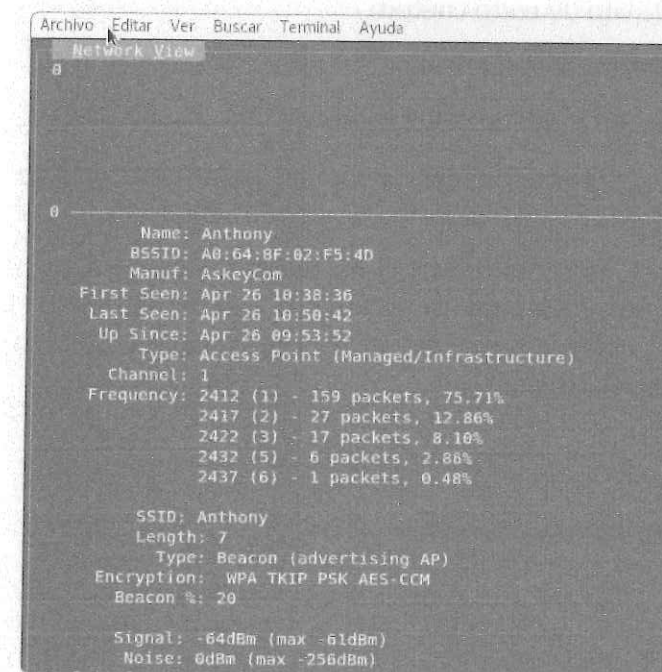 Archivo Editar Ver Buscar Terminal Ayuda
Network View
0
0
Name: Anthony
BSSID: A0:64:8F:02:F5:4D
Manuf: AskeyCom
First Seen: Apr 26 10:38:36
Last Seen: Apr 26 10:50:42
Up Since: Apr 26 09:53:52
Type: Access Point (Managed/Infrastructure)
Channel: 1
Frequency: 2412 (1) - 159 packets, 75.71%
2417 (2) - 27 packets, 12.86%
2422 (3) - 17 packets, 8.10%
2432 (5) - 6 packets, 2.86%
2437 (6) - 1 packets, 0.48%
SSID: Anthony
Length: 7
Type: Beacon (advertising AP)
Encryption: WPA TKIP PSK AES-CCM
Beacon %: 20
Signal: -64dBm (max -61dBm)
Noise: 0dBm (max -256dBm)